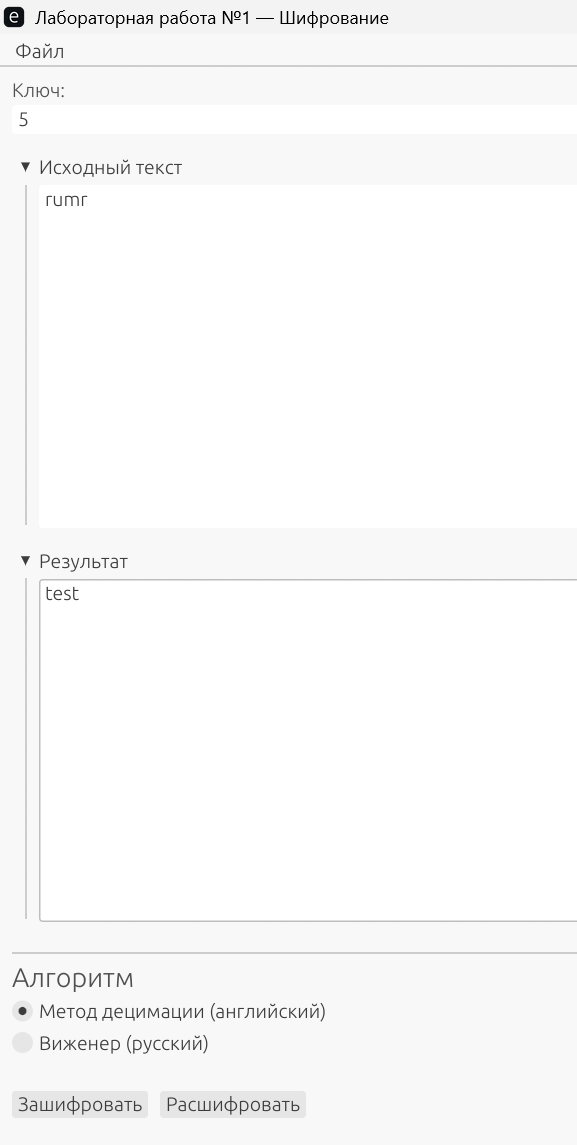 e Лабораторная работа №1 — Шифрование
Файл
Ключ:
5
Исходный текст
rumr
Результат
test
Алгоритм
Метод децимации (английский)
Виженер (русский)
Зашифровать Расшифровать